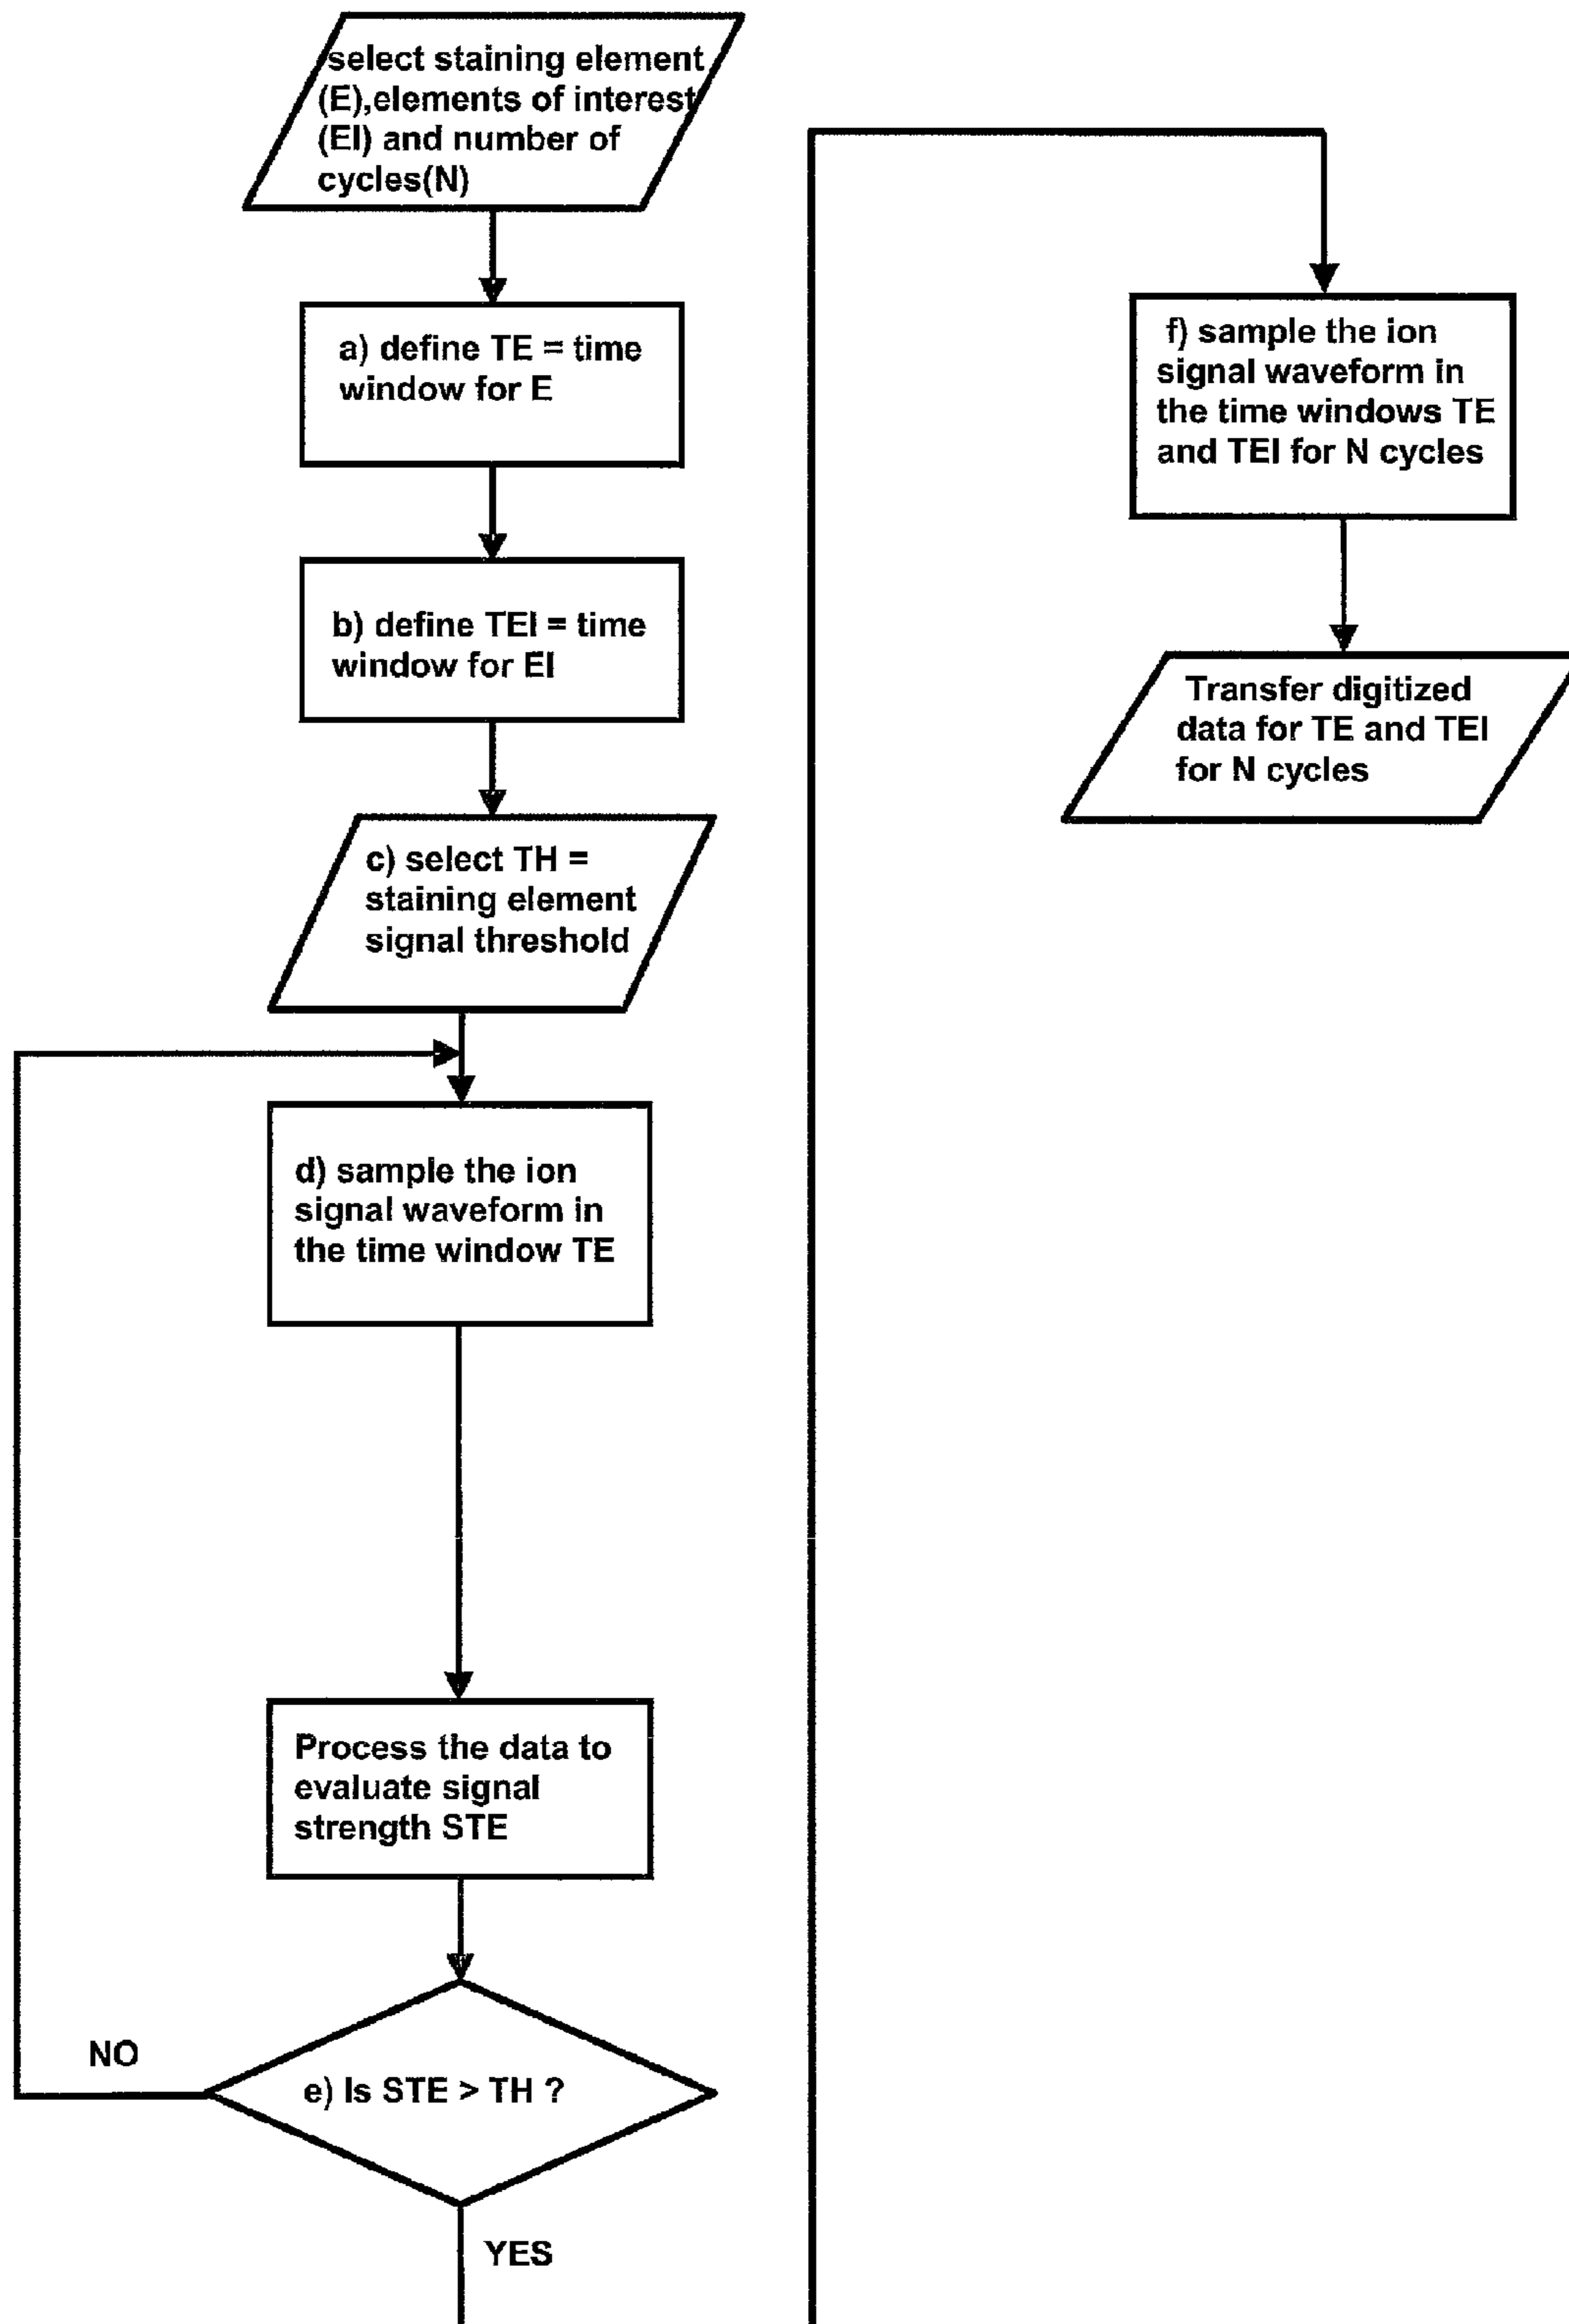 select staining element
(E),elements of interest
(EI) and number of
cycles(N)
a) define TE = time
window for E
b) define TEI = time
window for EI
c) select TH =
staining element
signal threshold
d) sample the ion
signal waveform in
the time window TE
Process the data to
evaluate signal
strength STE
e) Is STE > TH ?
NO
YES
f) sample the ion
signal waveform in
the time windows TE
and TEI for N cycles
Transfer digitized
data for TE and TEI
for N cycles